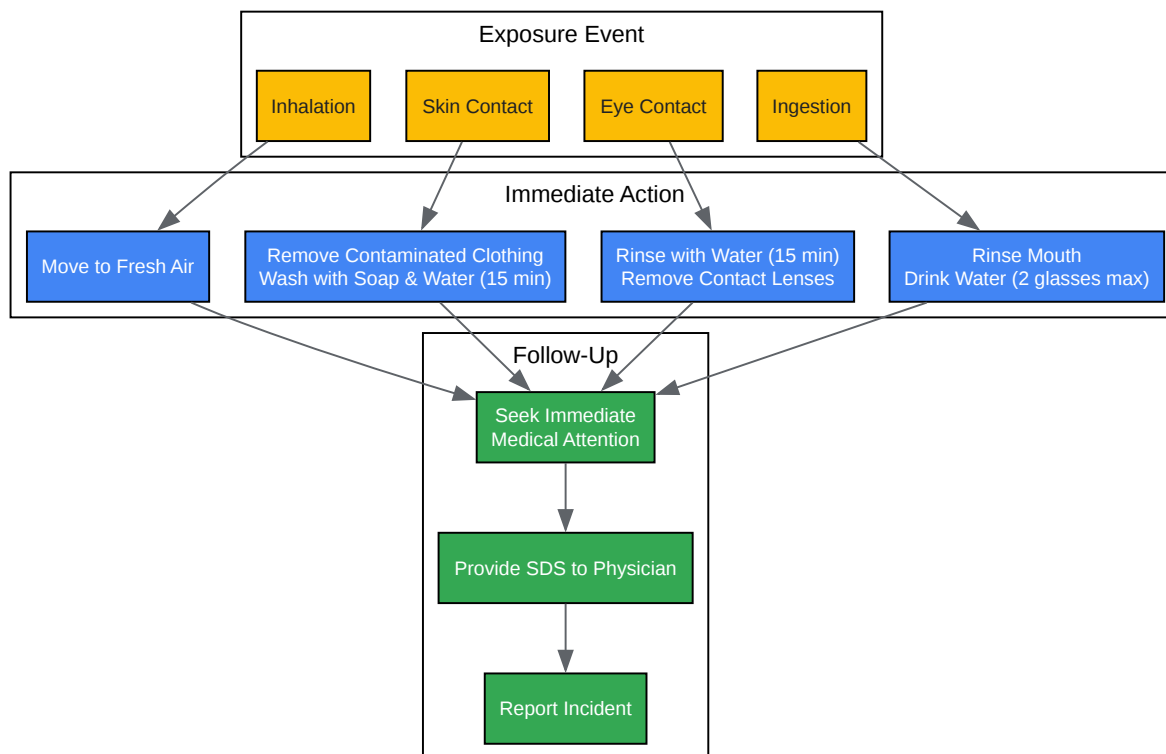 Exposure Event
Inhalation
Skin Contact
Eye Contact
Ingestion
Immediate Action
Move to Fresh Air
Remove Contaminated Clothing
Wash with Soap & Water (15 min)
Rinse with Water (15 min)
Remove Contact Lenses
Rinse Mouth
Drink Water (2 glasses max)
Follow-Up
Seek Immediate
Medical Attention
Provide SDS to Physician
Report Incident